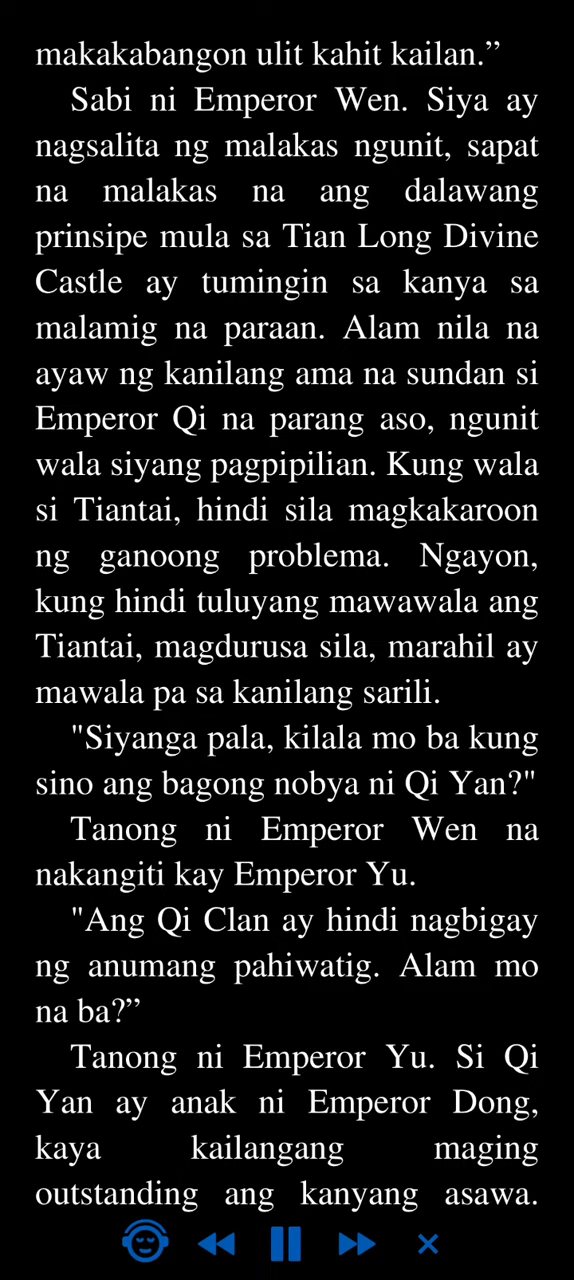 makakabangon ulit kahit kailan.”
Sabi ni Emperor Wen. Siya ay
nagsalita ng malakas ngunit, sapat
na malakas na ang dalawang
prinsipe mula sa Tian Long Divine
Castle ay tumingin sa kanya sa
malamig na paraan. Alam nila na
ayaw ng kanilang ama na sundan si
Emperor Qi na parang aso, ngunit
wala siyang pagpipilian. Kung wala
si Tiantai, hindi sila magkakaroon
ng ganoong problema. Ngayon,
kung hindi tuluyang mawawala ang
Tiantai, magdurusa sila, marahil ay
mawala pa sa kanilang sarili.
"Siyanga pala, kilala mo ba kung
sino ang bagong nobya ni Qi Yan?"
Tanong ni Emperor Wen na
nakangiti kay Emperor Yu.
"Ang Qi Clan ay hindi nagbigay
ng anumang pahiwatig. Alam mo
na ba?”
Tanong ni Emperor Yu. Si Qi
Yan ay anak ni Emperor Dong,
kaya kailangang maging
outstanding ang kanyang asawa.